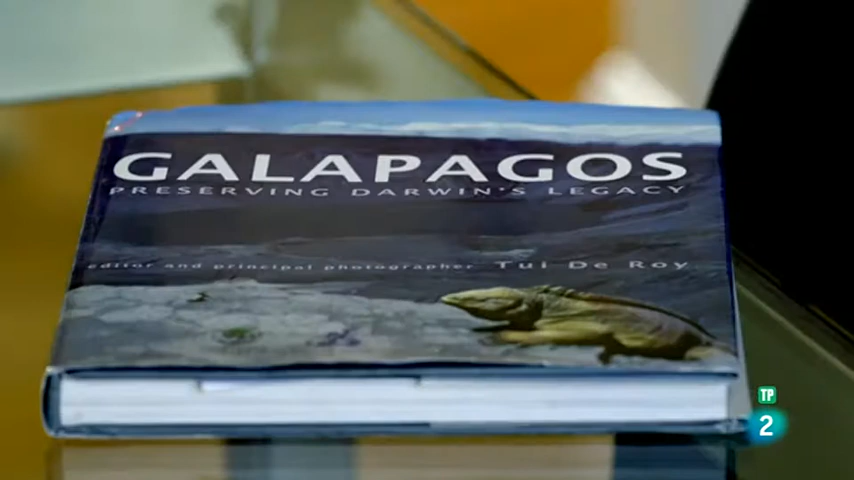 GALAPAGOS
PRESERVING DARWIN'S LEGACY
editor and principal photographer Tui De Roy
TP
2